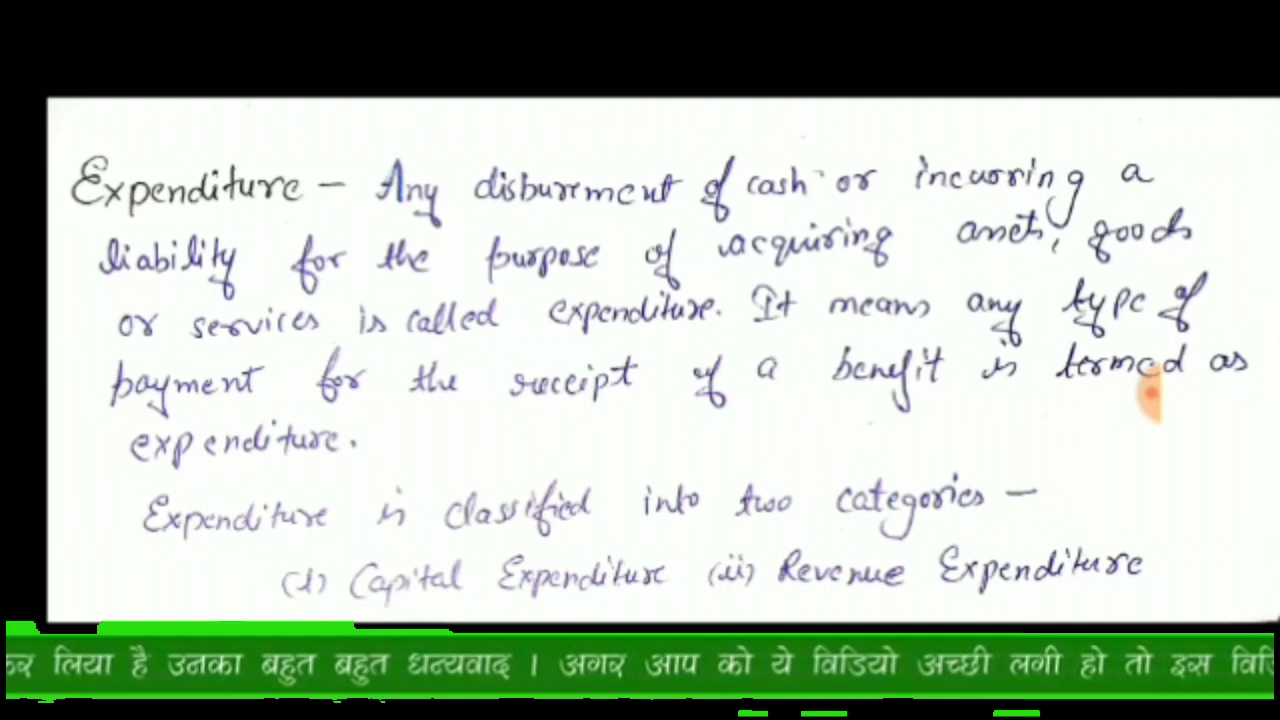 Expenditure – Any disburement of cash or incurring a
liability for the purpose of acquiring assets, goods
or services is called expenditure. It means any type of
payment for the receipt of a benefit is termed as
expenditure.
Expenditure is classified into two categories –
(i) Capital Expenditure (ii) Revenue Expenditure
कर लिया है उनका बहुत बहुत धन्यवाद । अगर आप को ये विडियो अच्छी लगी हो तो इस